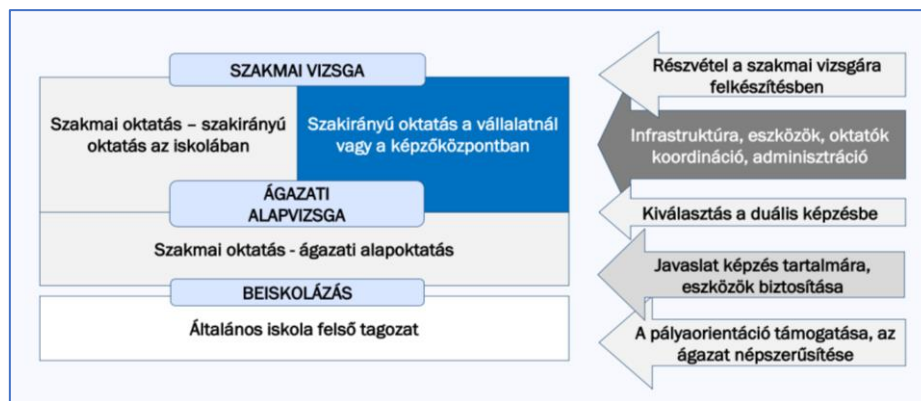 SZAKMAI VIZSGA
Szakmai oktatás – szakirányú
oktatás az iskolában
Szakirányú oktatás a vállalatnál
vagy a képzőközpontban
ÁGAZATI
ALAPVIZSGA
Szakmai oktatás - ágazati alapoktatás
BEISKOLÁZÁS
Általános iskola felső tagozat
Részvétel a szakmai vizsgára
felkészítésben
Infrastruktúra, eszközök, oktatók
koordináció, adminisztráció
Kiválasztás a duális képzésbe
Javaslat képzés tartalmára,
eszközök biztosítása
A pályaorientáció támogatása, az
ágazat népszerűsítése